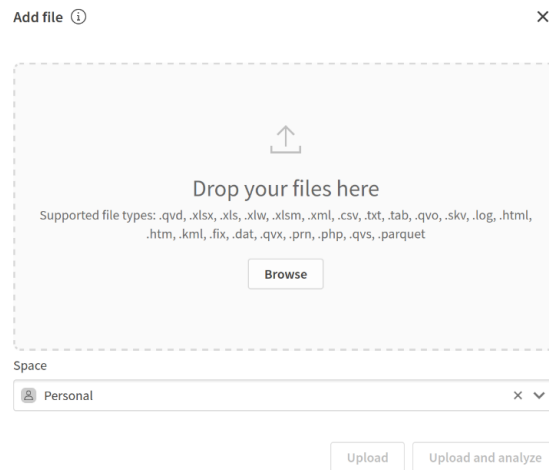 Add file
Drop your files here
Supported file types: .qvd, .xlsx, .xls, .xlw, .xlsm, .xml, .csv, .txt, .tab, .qvo, .skv, .log, .html,
.htm, .kml, .fix, .dat, .qvx, .prn, .php, .qvs, .parquet
Browse
Space
Personal
Upload
Upload and analyze